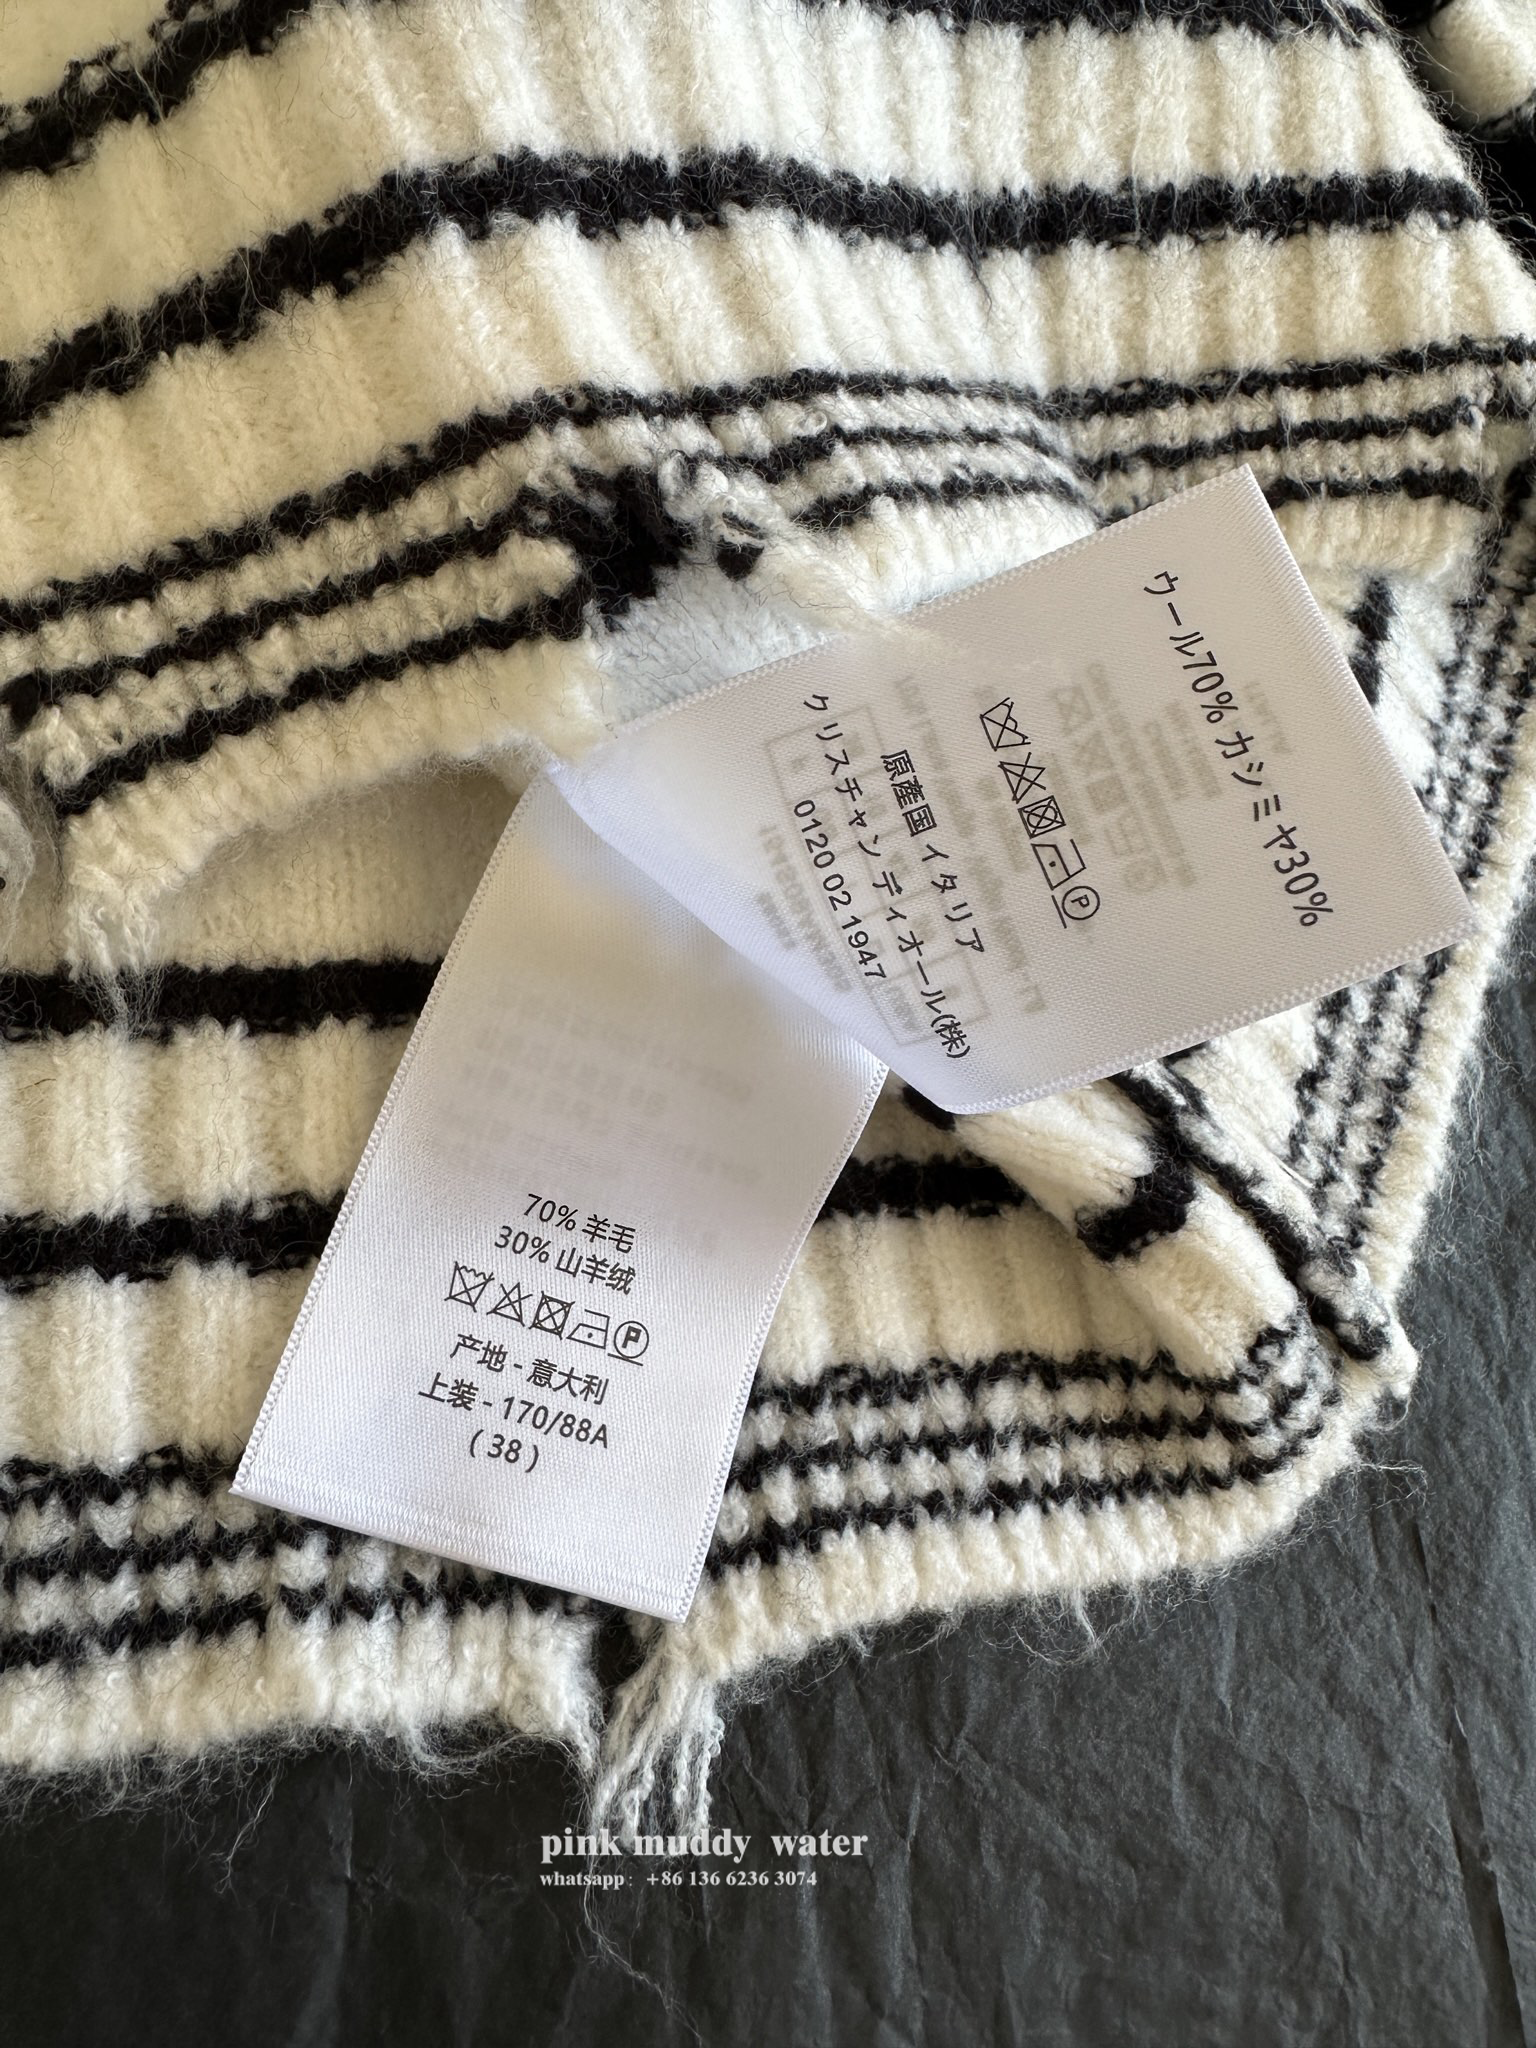 ウール70% カシミヤ30%
原産国 イタリア
クリスチャン ディオール(株)
0120 02 1947
70% 羊毛
30% 山羊绒
产地 - 意大利
上装 - 170/88A
( 38 )
pink muddy water
whatsapp: +86 136 6236 3074